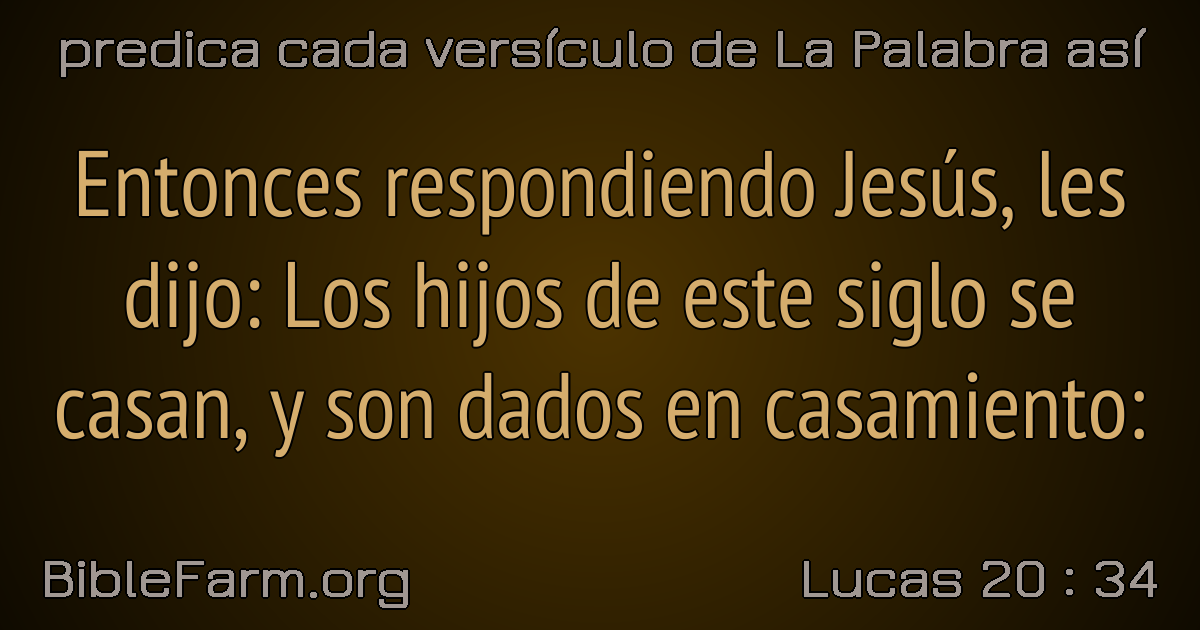 predica cada versículo de La Palabra así
Entonces respondiendo Jesús, les
dijo: Los hijos de este siglo se
casan, y son dados en casamiento:
BibleFarm.org
Lucas 20 : 34